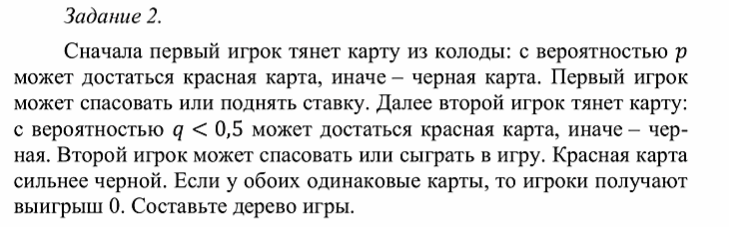 Задание 2.
Сначала первый игрок тянет карту из колоды: с вероятностью p
может достаться красная карта, иначе – черная карта. Первый игрок
может спасовать или поднять ставку. Далее второй игрок тянет карту:
с вероятностью q < 0,5 может достаться красная карта, иначе – чер-
ная. Второй игрок может спасовать или сыграть в игру. Красная карта
сильнее черной. Если у обоих одинаковые карты, то игроки получают
выигрыш 0. Составьте дерево игры.